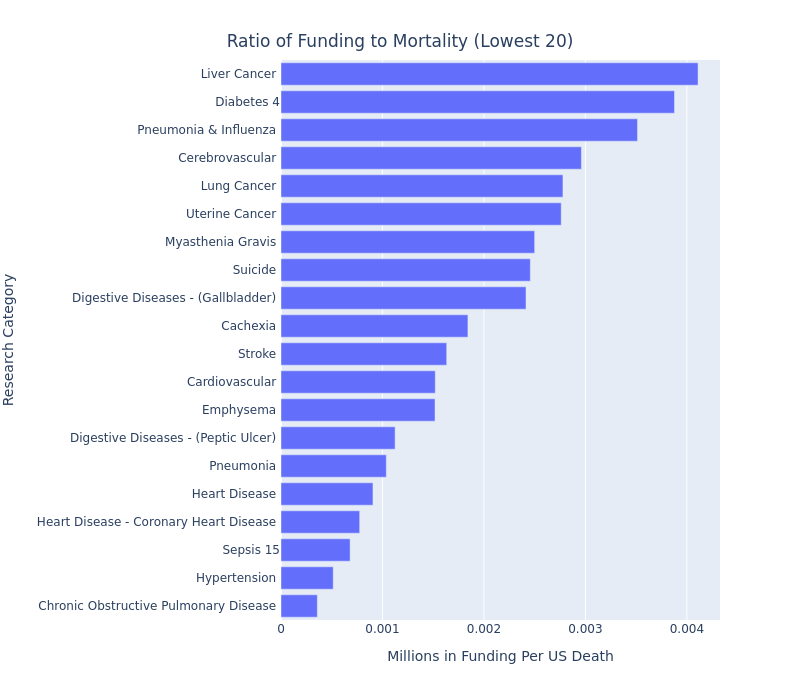 Ratio of Funding to Mortality (Lowest 20)
Liver Cancer
Diabetes 4
Pneumonia & Influenza
Cerebrovascular
Lung Cancer
Uterine Cancer
Myasthenia Gravis
Suicide
Digestive Diseases - (Gallbladder)
Cachexia
Stroke
Cardiovascular
Emphysema
Digestive Diseases - (Peptic Ulcer)
Pneumonia
Heart Disease
Heart Disease - Coronary Heart Disease
Sepsis 15
Hypertension
Chronic Obstructive Pulmonary Disease
Research Category
0 0.001 0.002 0.003 0.004
Millions in Funding Per US Death